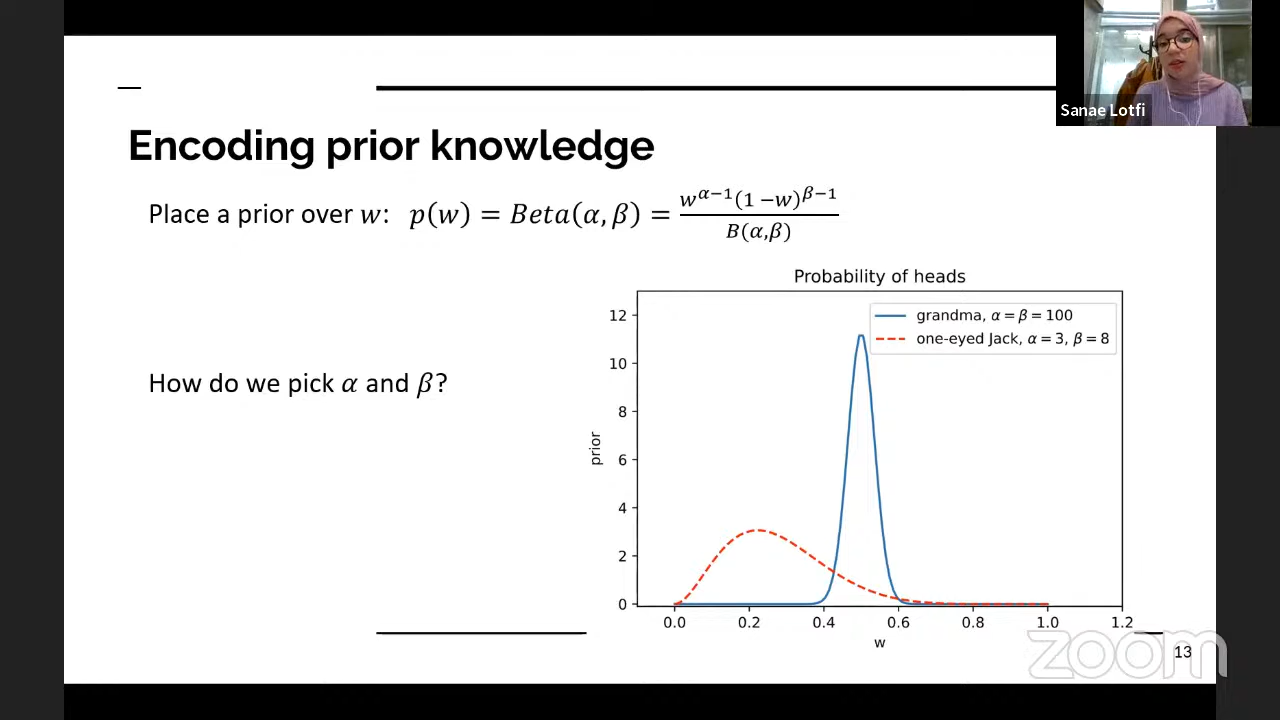 Sanae Lotfi
Encoding prior knowledge
Place a prior over w: p(w) = Beta(α, β) = w^{α−1}(1 −w)^{β−1} / B(α,β)
How do we pick α and β?
Probability of heads
grandma, α = β = 100
one-eyed Jack, α = 3, β = 8
12
10
8
6
4
2
0
prior
0.0 0.2 0.4 0.6 0.8 1.0 1.2
w
zoom
13